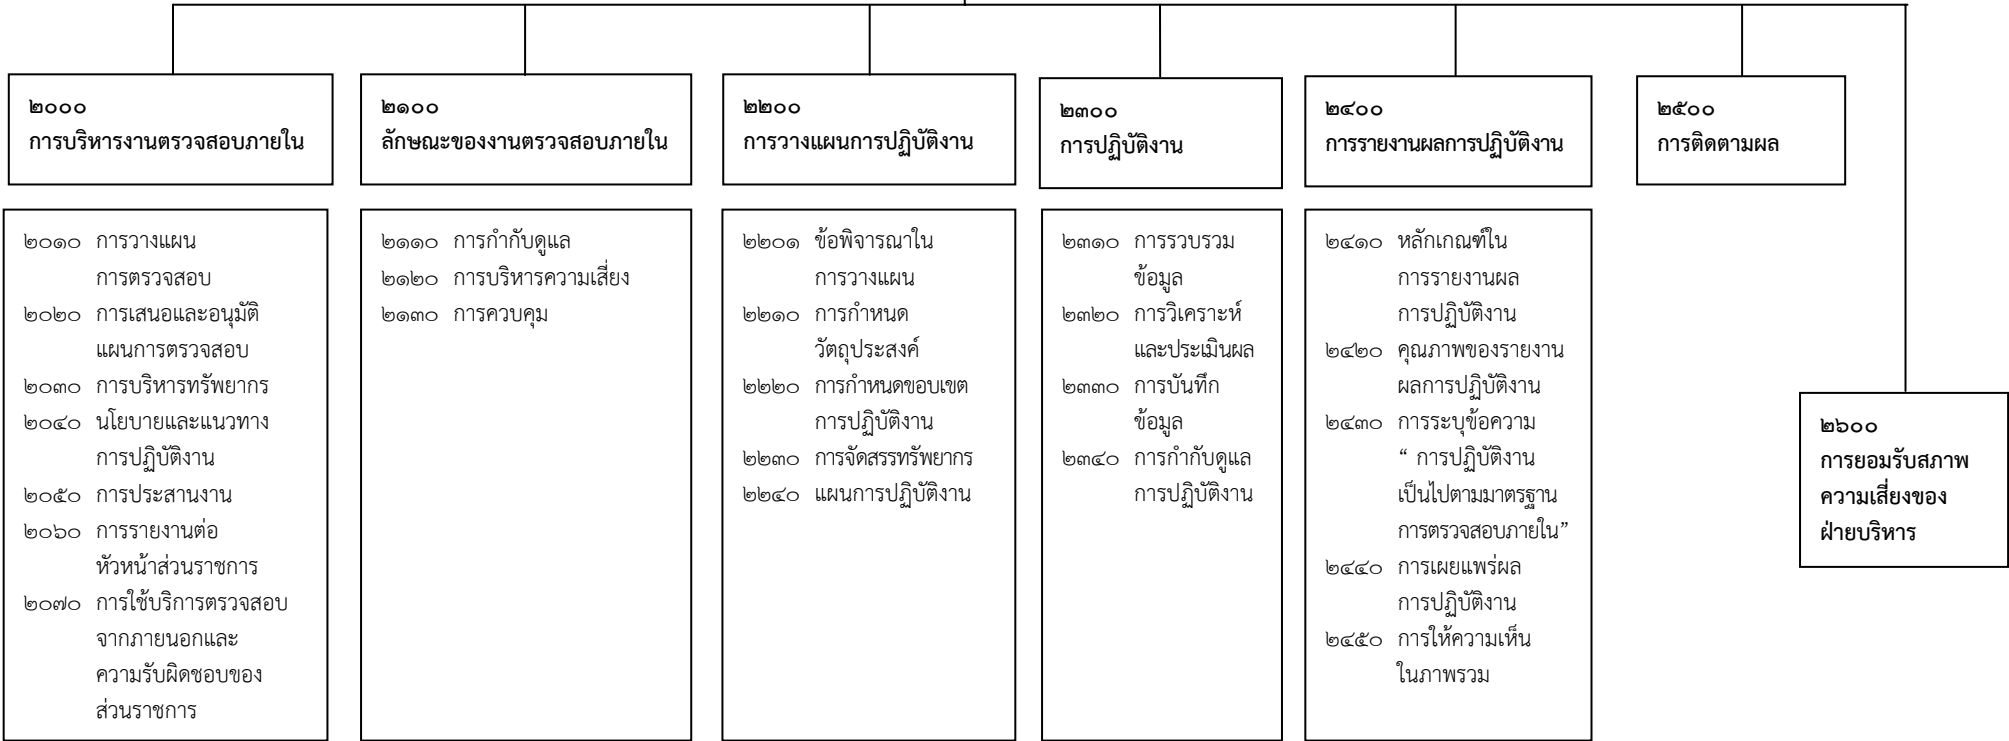 ๒๐๐๐
การบริหารงานตรวจสอบภายใน
๒๐๑๐ การวางแผน
การตรวจสอบ
๒๐๒๐ การเสนอและอนุมัติ
แผนการตรวจสอบ
๒๐๓๐ การบริหารทรัพยากร
๒๐๔๐ นโยบายและแนวทาง
การปฏิบัติงาน
๒๐๕๐ การประสานงาน
๒๐๖๐ การรายงานต่อ
หัวหน้าส่วนราชการ
๒๐๗๐ การใช้บริการตรวจสอบ
จากภายนอกและ
ความรับผิดชอบของ
ส่วนราชการ
๒๑๐๐
ลักษณะของงานตรวจสอบภายใน
๒๑๑๐ การกำกับดูแล
๒๑๒๐ การบริหารความเสี่ยง
๒๑๓๐ การควบคุม
๒๒๐๐
การวางแผนการปฏิบัติงาน
๒๒๐๑ ข้อพิจารณาใน
การวางแผน
๒๒๑๐ การกำหนด
วัตถุประสงค์
๒๒๒๐ การกำหนดขอบเขต
การปฏิบัติงาน
๒๒๓๐ การจัดสรรทรัพยากร
๒๒๔๐ แผนการปฏิบัติงาน
๒๓๐๐
การปฏิบัติงาน
๒๓๑๐ การรวบรวม
ข้อมูล
๒๓๒๐ การวิเคราะห์
และประเมินผล
๒๓๓๐ การบันทึก
ข้อมูล
๒๓๔๐ การกำกับดูแล
การปฏิบัติงาน
๒๔๐๐
การรายงานผลการปฏิบัติงาน
๒๔๑๐ หลักเกณฑ์ใน
การรายงานผล
การปฏิบัติงาน
๒๔๒๐ คุณภาพของรายงาน
ผลการปฏิบัติงาน
๒๔๓๐ การระบุข้อความ
“ การปฏิบัติงาน
เป็นไปตามมาตรฐาน
การตรวจสอบภายใน”
๒๔๔๐ การเผยแพร่ผล
การปฏิบัติงาน
๒๔๕๐ การให้ความเห็น
ในภาพรวม
๒๕๐๐
การติดตามผล
๒๖๐๐
การยอมรับสภาพ
ความเสี่ยงของ
ฝ่ายบริหาร